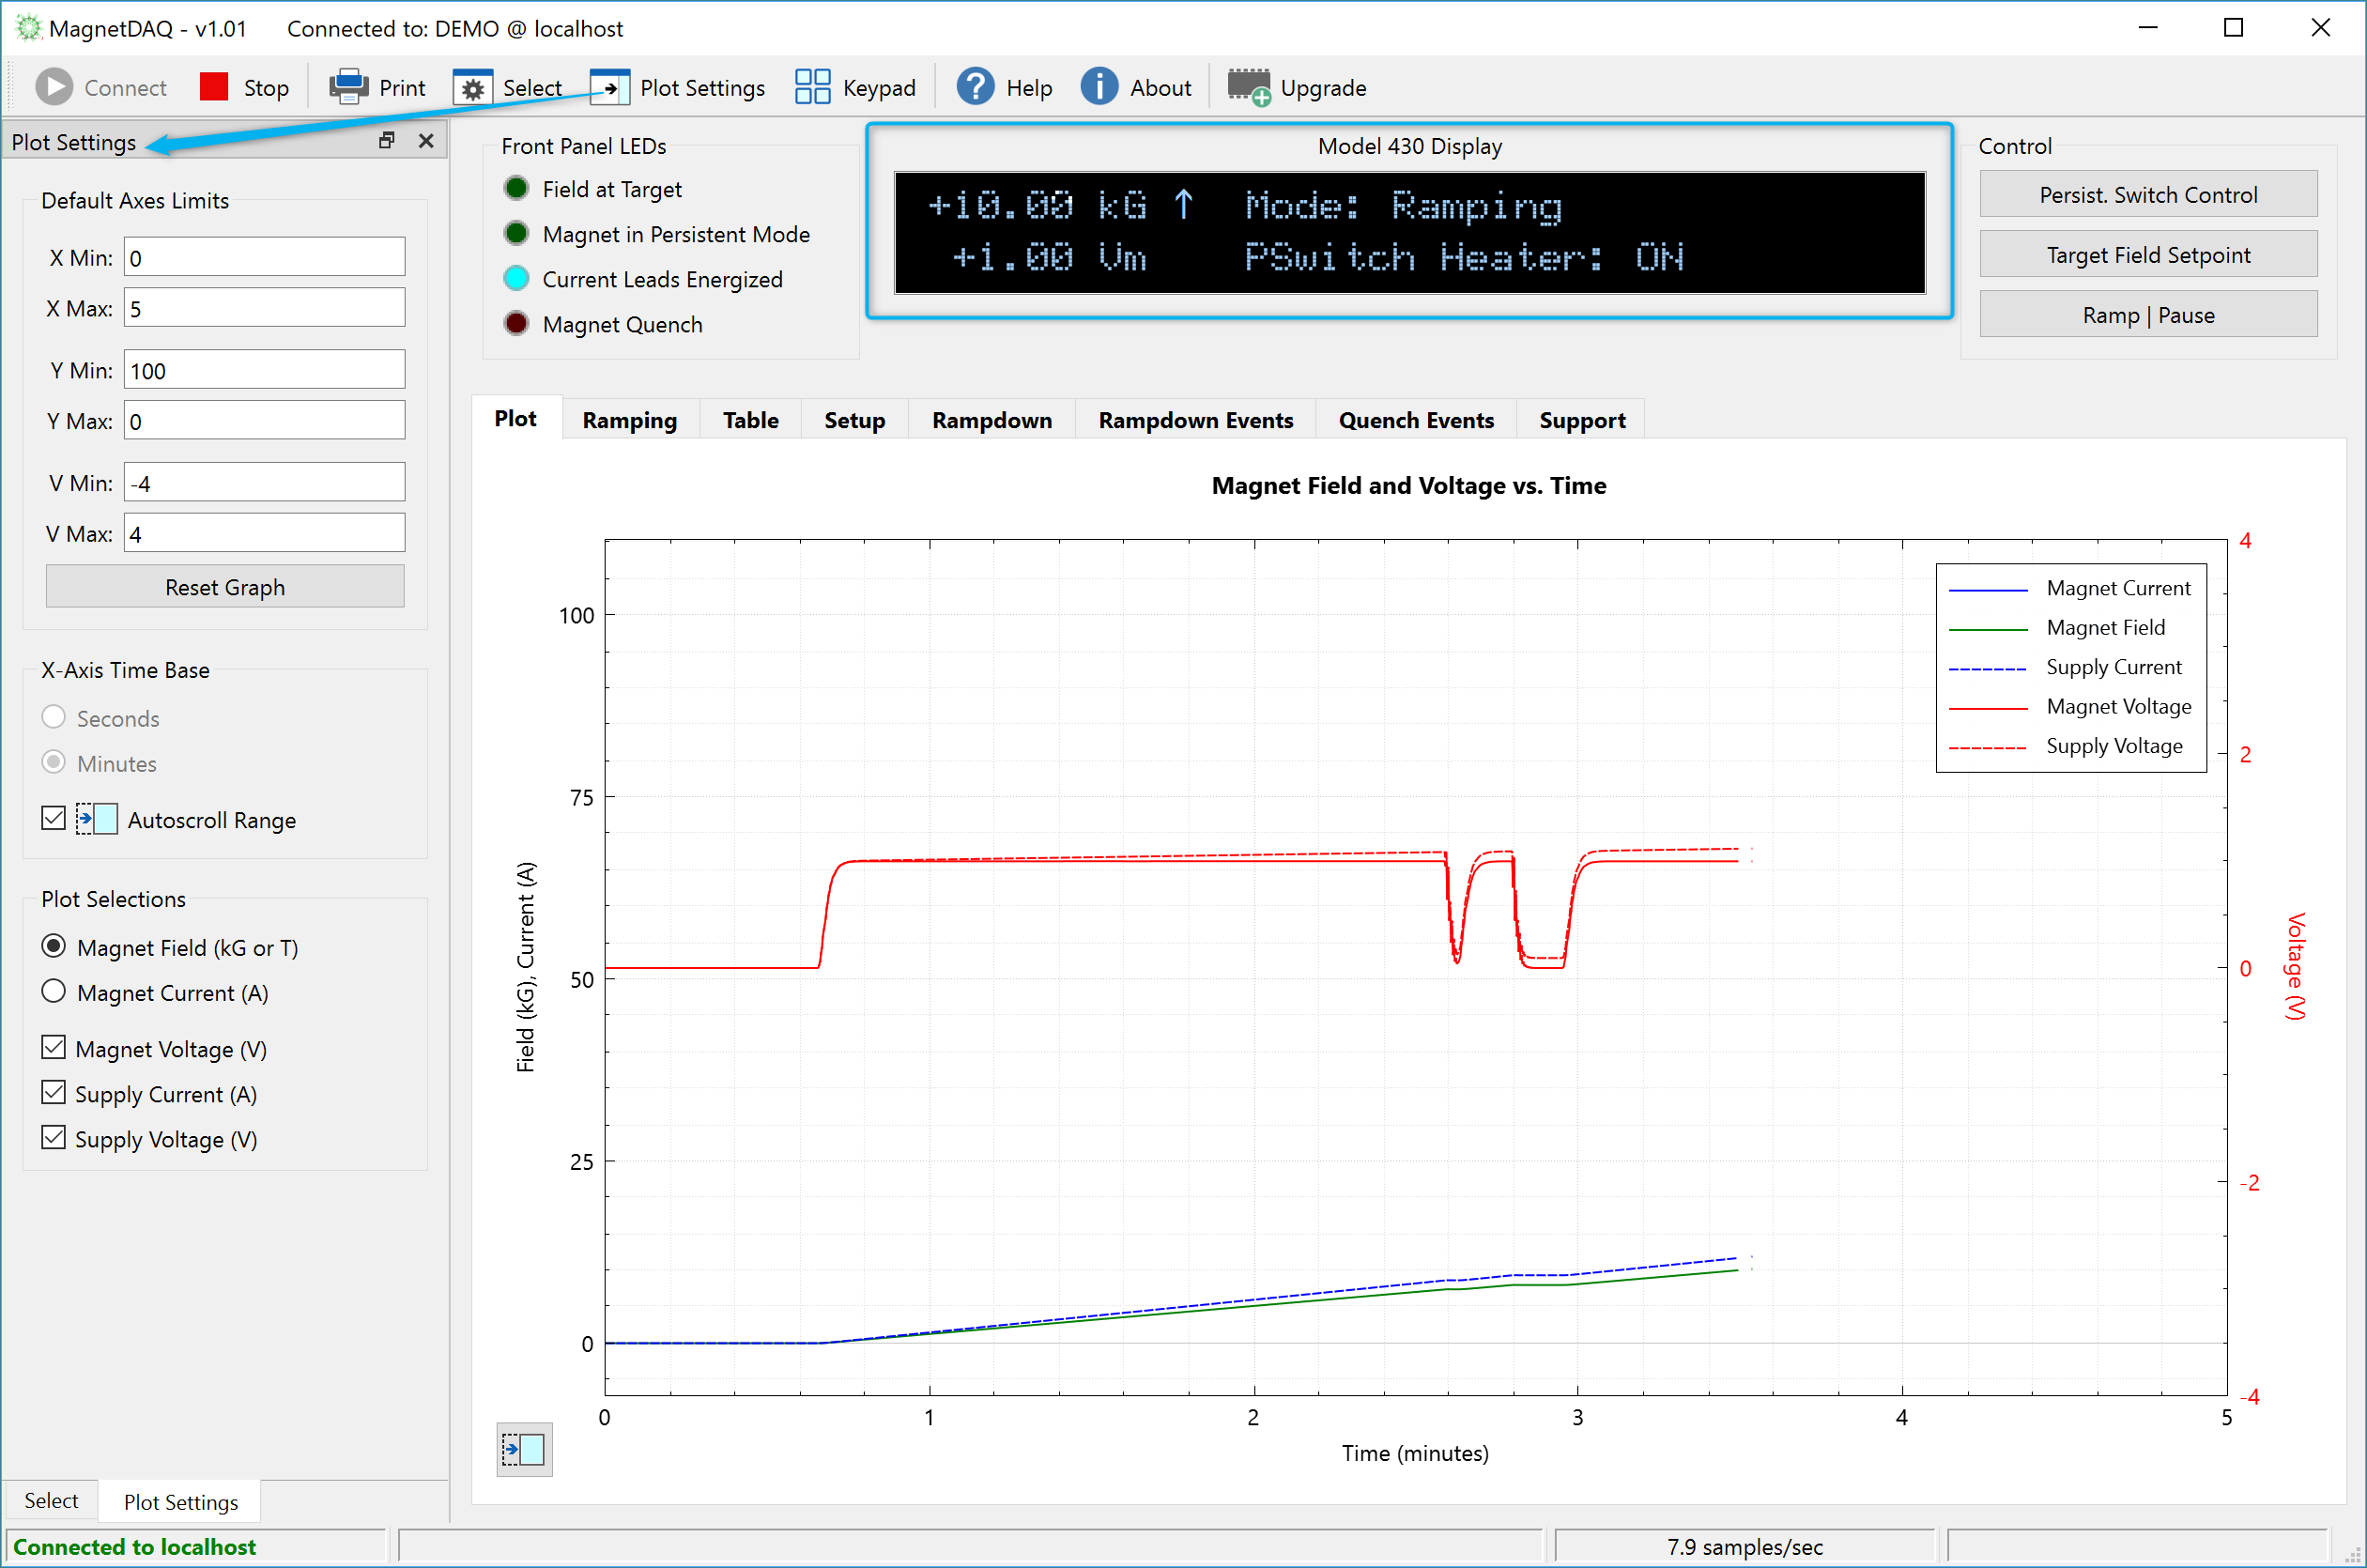 MagnetDAQ - v1.01 Connected to: DEMO @ localhost
Connect Stop Print Select Plot Settings Keypad Help About Upgrade
Plot Settings
Default Axes Limits
X Min: 0
X Max: 5
Y Min: 100
Y Max: 0
V Min: -4
V Max: 4
Reset Graph
X-Axis Time Base
Seconds
Minutes
Autoscroll Range
Plot Selections
Magnet Field (kG or T)
Magnet Current (A)
Magnet Voltage (V)
Supply Current (A)
Supply Voltage (V)
Select Plot Settings
Front Panel LEDs
Field at Target
Magnet in Persistent Mode
Current Leads Energized
Magnet Quench
Model 430 Display
+10.00 kG ↑ Mode: Ramping
+1.00 Vm PSwitch Heater: ON
Control
Persist. Switch Control
Target Field Setpoint
Ramp | Pause
Plot Ramping Table Setup Rampdown Rampdown Events Quench Events Support
Magnet Field and Voltage vs. Time
Field (kG), Current (A)
100
75
50
25
0
Magnet Current
Magnet Field
Supply Current
Magnet Voltage
Supply Voltage
4
2
0
-2
-4
Voltage (V)
0 1 2 3 4 5
Time (minutes)
Connected to localhost 7.9 samples/sec